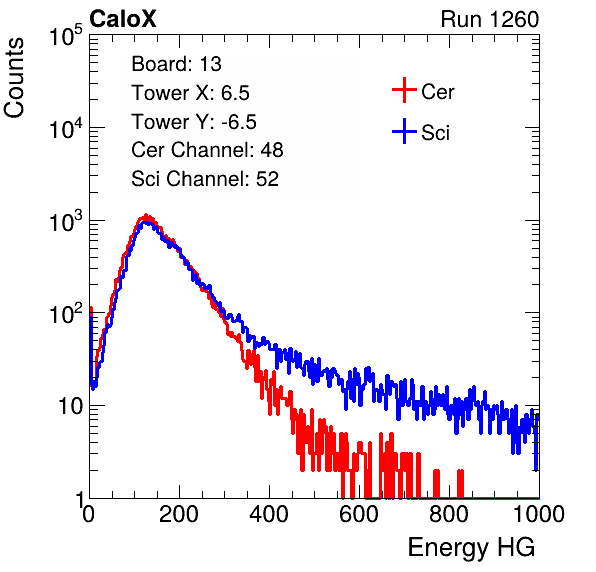 CaloX Run 1260
Counts
10^5
10^4
10^3
10^2
10
1
Board: 13
Tower X: 6.5
Tower Y: -6.5
Cer Channel: 48
Sci Channel: 52
Cer
Sci
0 200 400 600 800 1000
Energy HG